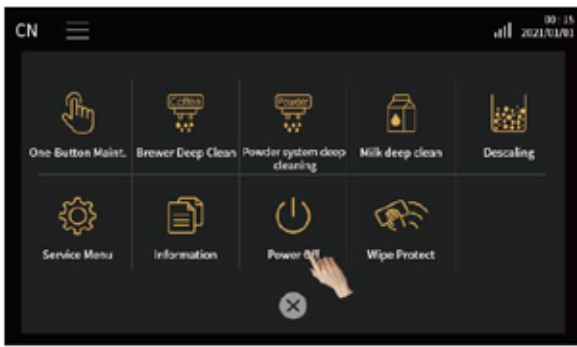 CN
00:15
2021/01/01
Coffee
Powder
One-Button Maint.
Brewer Deep Clean
Powder system deep
cleaning
Milk deep clean
Descaling
Service Menu
Information
Power Off
Wipe Protect